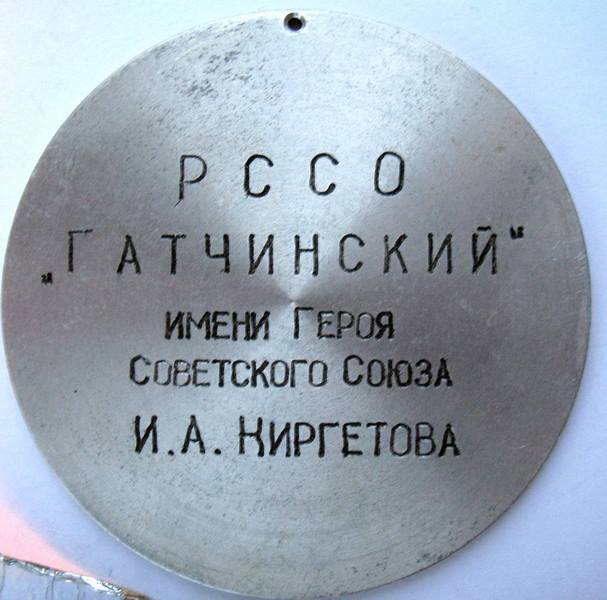 РССО
„ГАТЧИНСКИЙ“
ИМЕНИ ГЕРОЯ
СОВЕТСКОГО СОЮЗА
И.А. КИРГЕТОВА